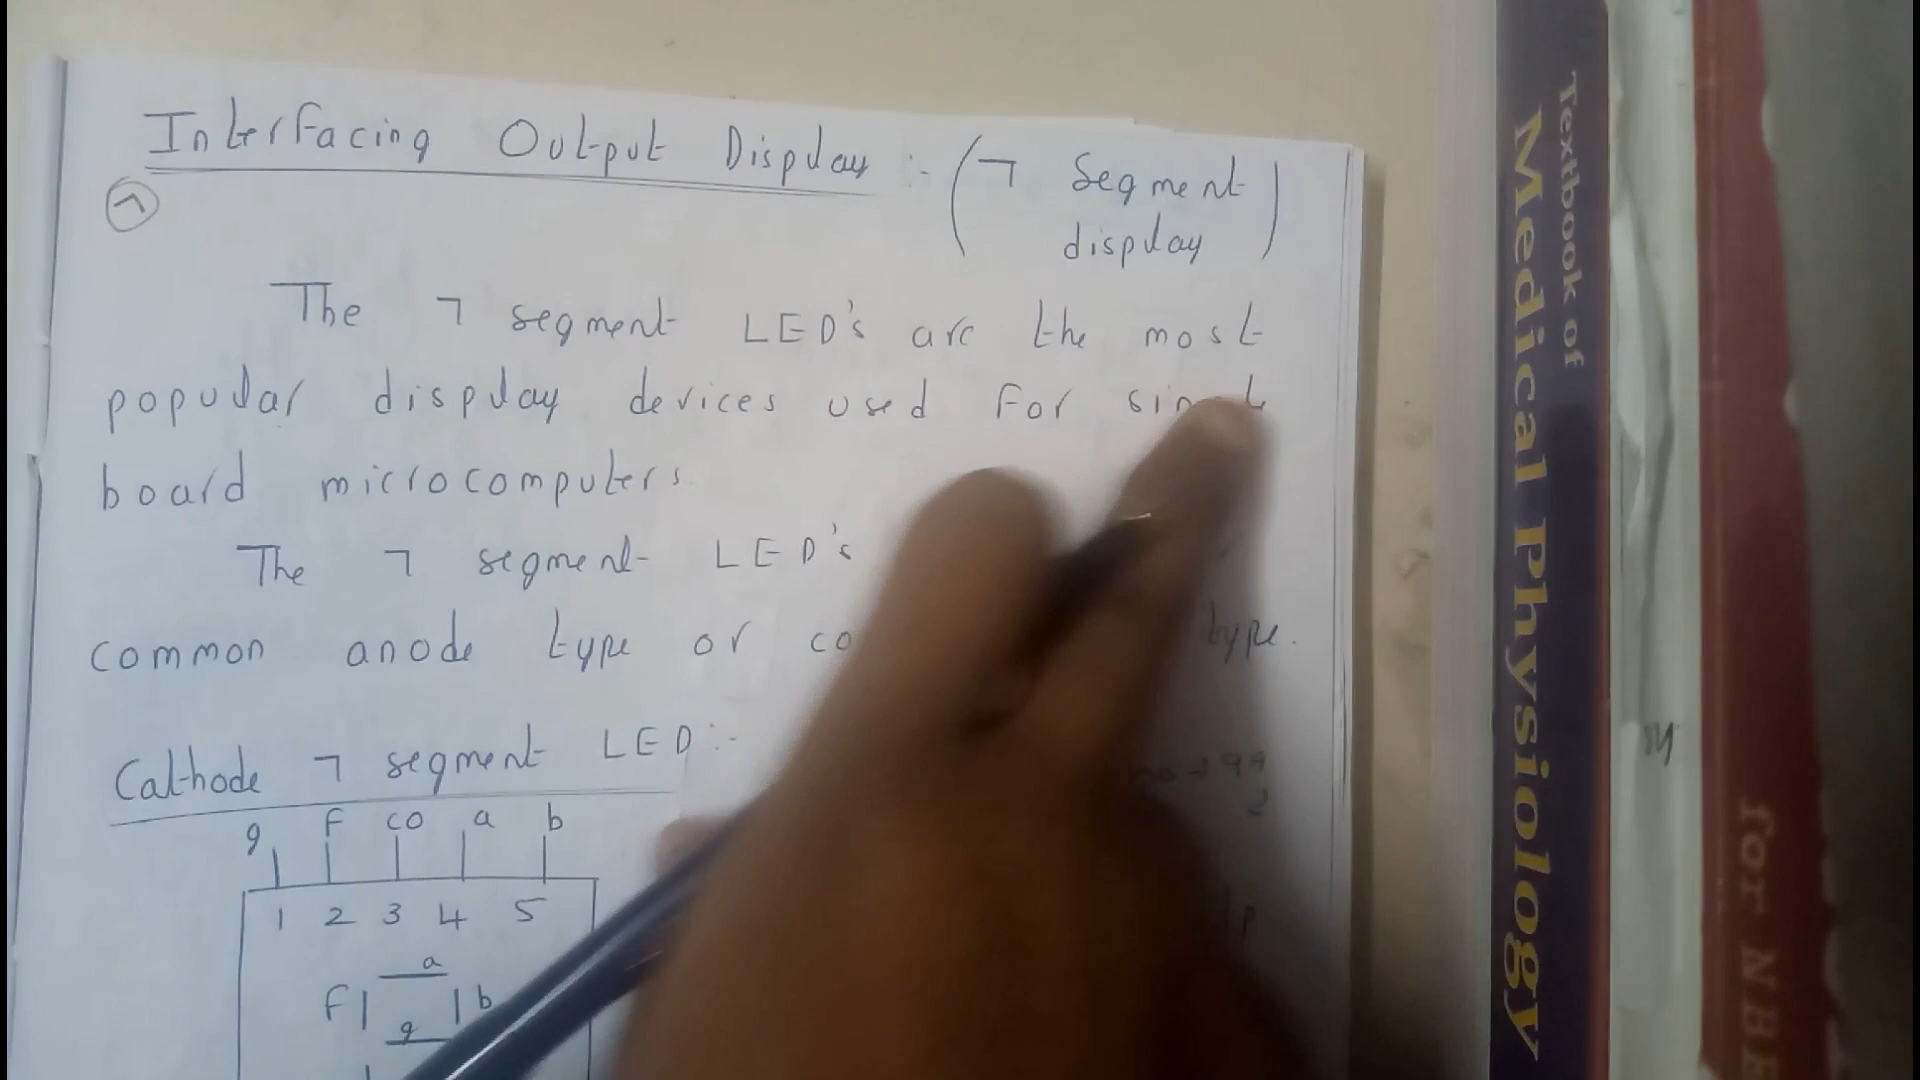 Interfacing Output Display :- (7 Segment
display)
7
The 7 segment LED's are the most
popular display devices used for
board microcomputers.
The 7 segment LED's
common anode type or type.
Cathode 7 segment LED :-
g f co a b
1 2 3 4 5
a
f b
g
Textbook of
Medical Physiology
for